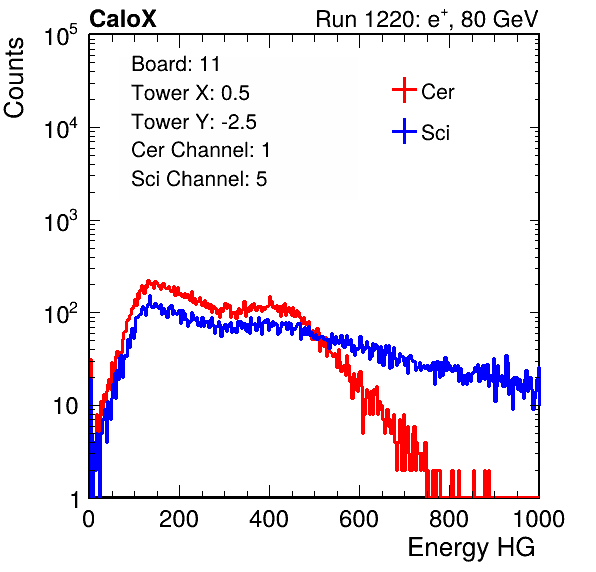 CaloX Run 1220: e⁺, 80 GeV
Board: 11
Tower X: 0.5
Tower Y: -2.5
Cer Channel: 1
Sci Channel: 5
Cer
Sci
Counts
10⁵
10⁴
10³
10²
10
1
0 200 400 600 800 1000
Energy HG